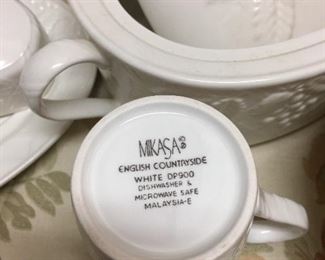 MIKASA®
ENGLISH COUNTRYSIDE
WHITE DP900
DISHWASHER &
MICROWAVE SAFE
MALAYSIA-E